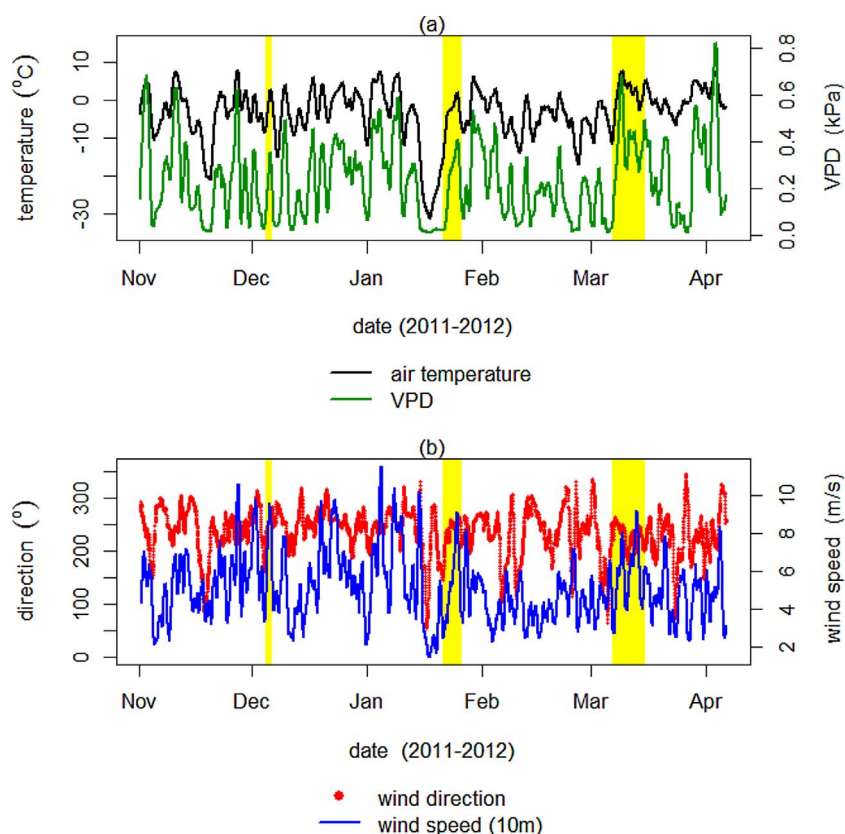 (a)
temperature (°C)
10
0
-10
-30
0.8
0.6
0.4
0.2
0.0
VPD (kPa)
Nov Dec Jan Feb Mar Apr
date (2011-2012)
air temperature
VPD
(b)
direction (°)
300
200
100
0
10
8
6
4
2
wind speed (m/s)
Nov Dec Jan Feb Mar Apr
date (2011-2012)
wind direction
wind speed (10m)